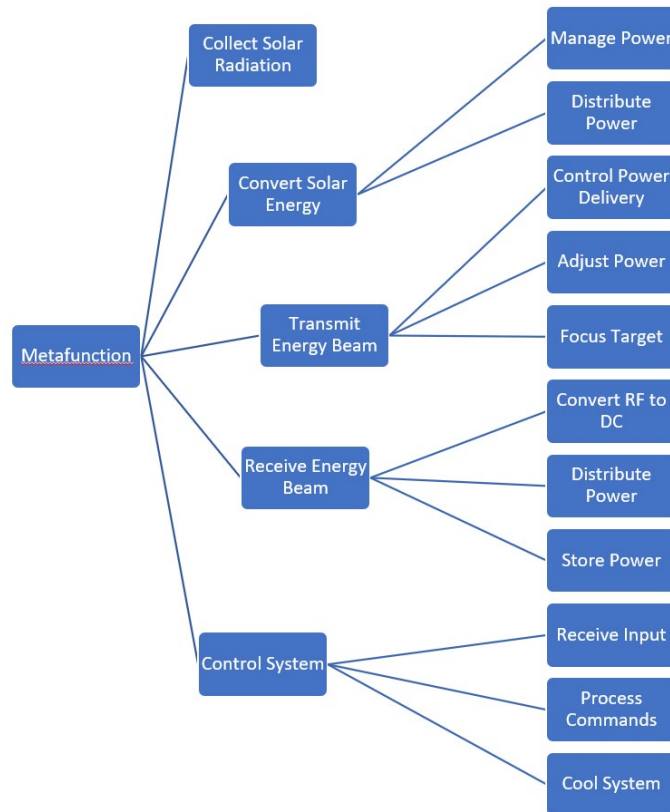 Metafunction
Collect Solar
Radiation
Convert Solar
Energy
Transmit
Energy Beam
Receive Energy
Beam
Control System
Manage Power
Distribute
Power
Control Power
Delivery
Adjust Power
Focus Target
Convert RF to
DC
Distribute
Power
Store Power
Receive Input
Process
Commands
Cool System